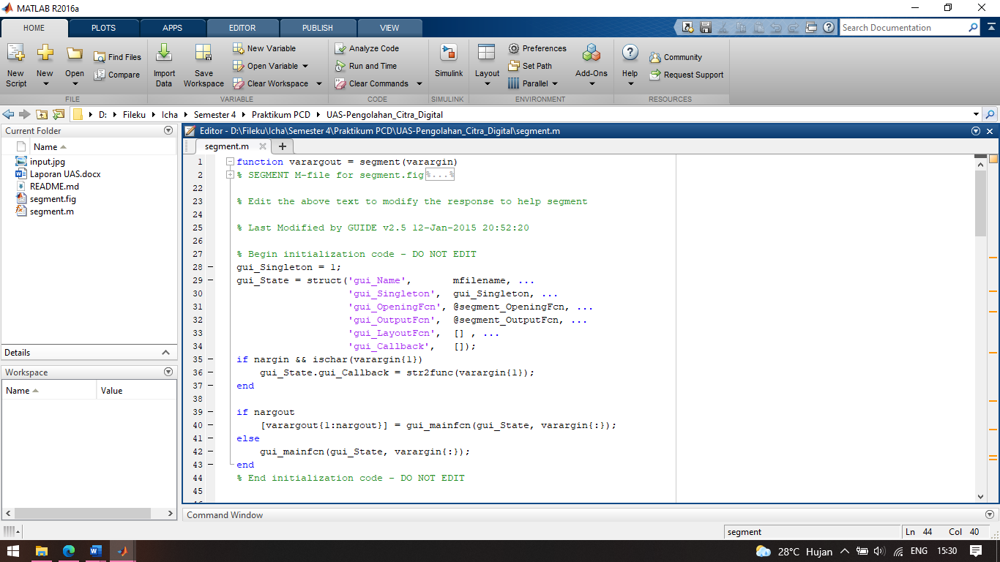 MATLAB R2016a
HOME PLOTS APPS EDITOR PUBLISH VIEW
Search Documentation
New Script
New
Open
Find Files
Compare
FILE
Import Data
Save Workspace
New Variable
Open Variable
Clear Workspace
VARIABLE
Analyze Code
Run and Time
Clear Commands
CODE
Simulink
SIMULINK
Layout
Preferences
Set Path
Parallel
Add-Ons
ENVIRONMENT
Help
Community
Request Support
RESOURCES
D: Fileku Icha Semester 4 Praktikum PCD UAS-Pengolahan_Citra_Digital
Current Folder
Name
input.jpg
Laporan UAS.docx
README.md
segment.fig
segment.m
Details
Workspace
Name Value
Editor - D:\Fileku\Icha\Semester 4\Praktikum PCD\UAS-Pengolahan_Citra_Digital\segment.m
segment.m
1 function varargout = segment(varargin)
2 % SEGMENT M-file for segment.fig%...%
22
23 % Edit the above text to modify the response to help segment
24
25 % Last Modified by GUIDE v2.5 12-Jan-2015 20:52:20
26
27 % Begin initialization code - DO NOT EDIT
28 gui_Singleton = 1;
29 gui_State = struct('gui_Name', mfilename, ...
30 'gui_Singleton', gui_Singleton, ...
31 'gui_OpeningFcn', @segment_OpeningFcn, ...
32 'gui_OutputFcn', @segment_OutputFcn, ...
33 'gui_LayoutFcn', [] , ...
34 'gui_Callback', []);
35 if nargin && ischar(varargin{1})
36 gui_State.gui_Callback = str2func(varargin{1});
37 end
38
39 if nargout
40 [varargout{1:nargout}] = gui_mainfcn(gui_State, varargin{:});
41 else
42 gui_mainfcn(gui_State, varargin{:});
43 end
44 % End initialization code - DO NOT EDIT
45
Command Window
segment Ln 44 Col 40
28°C Hujan ENG 15:30